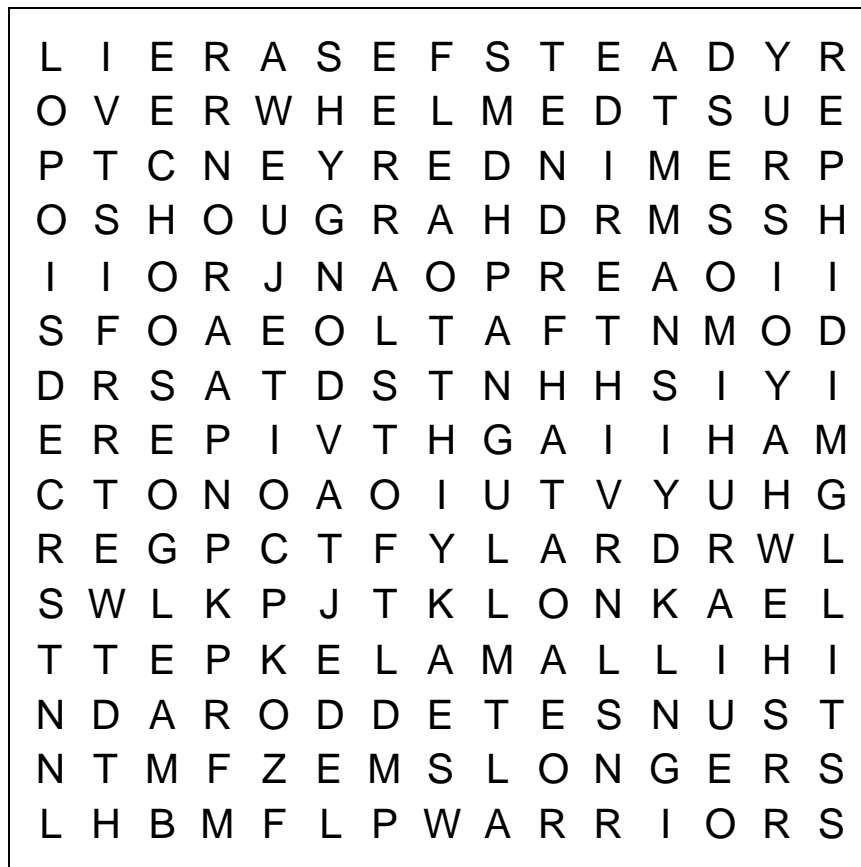 L I E R A S E F S T E A D Y R
O V E R W H E L M E D T S U E
P T C N E Y R E D N I M E R P
O S H O U G R A H D R M S S H
I I O R J N A O P R E A O I I
S F O A E O L T A F T N M O D
D R S A T D S T N H H S I Y I
E R E P I V T H G A I I H A M
C T O N O A O I U T V Y U H G
R E G P C T F Y L A R D R W L
S W L K P J T K L O N K A E L
T T E P K E L A M A L L I H I
N D A R O D D E T E S N U S T
N T M F Z E M S L O N G E R S
L H B M F L P W A R R I O R S